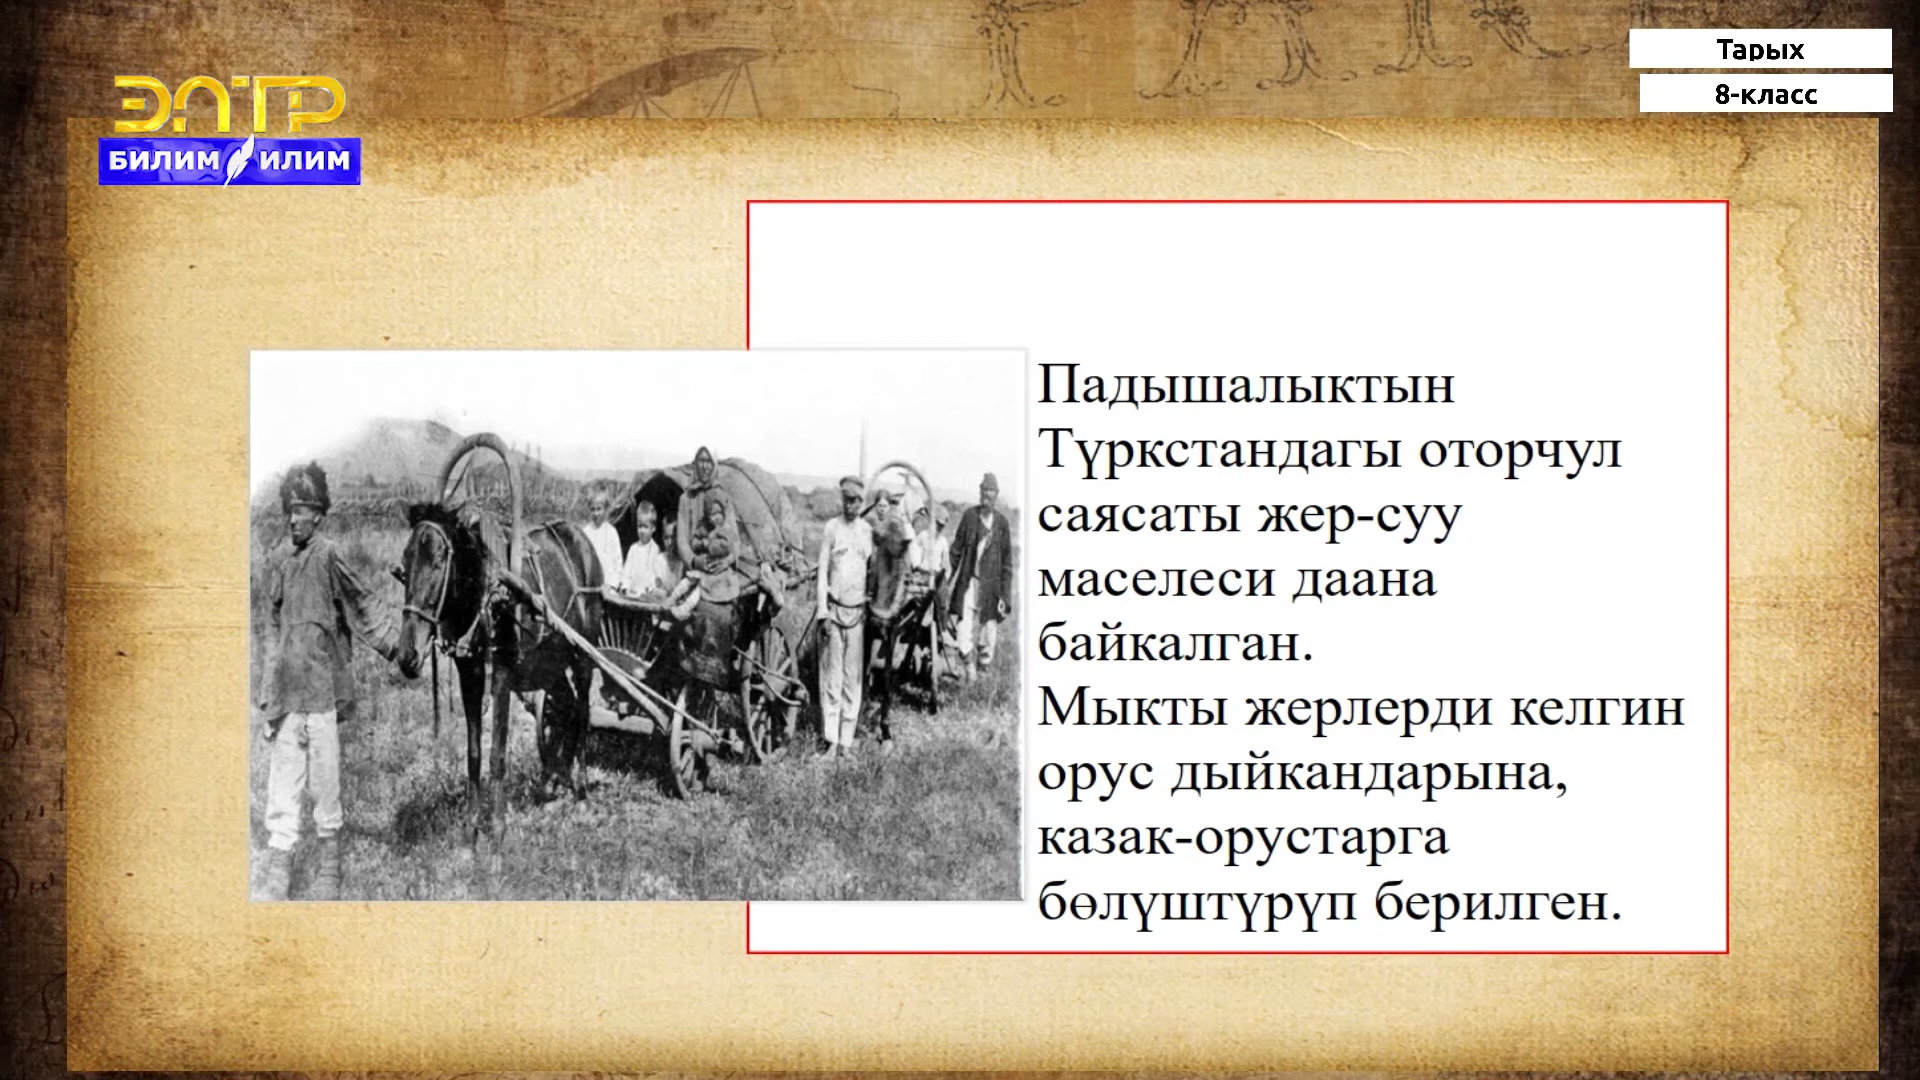 Тарых
8-класс
ЭЛТР
БИЛИМ ИЛИМ
Падышалыктын
Түркстандагы оторчул
саясаты жер-суу
маселеси даана
байкалган.
Мыкты жерлерди келгин
орус дыйкандарына,
казак-орустарга
бөлүштүрүп берилген.